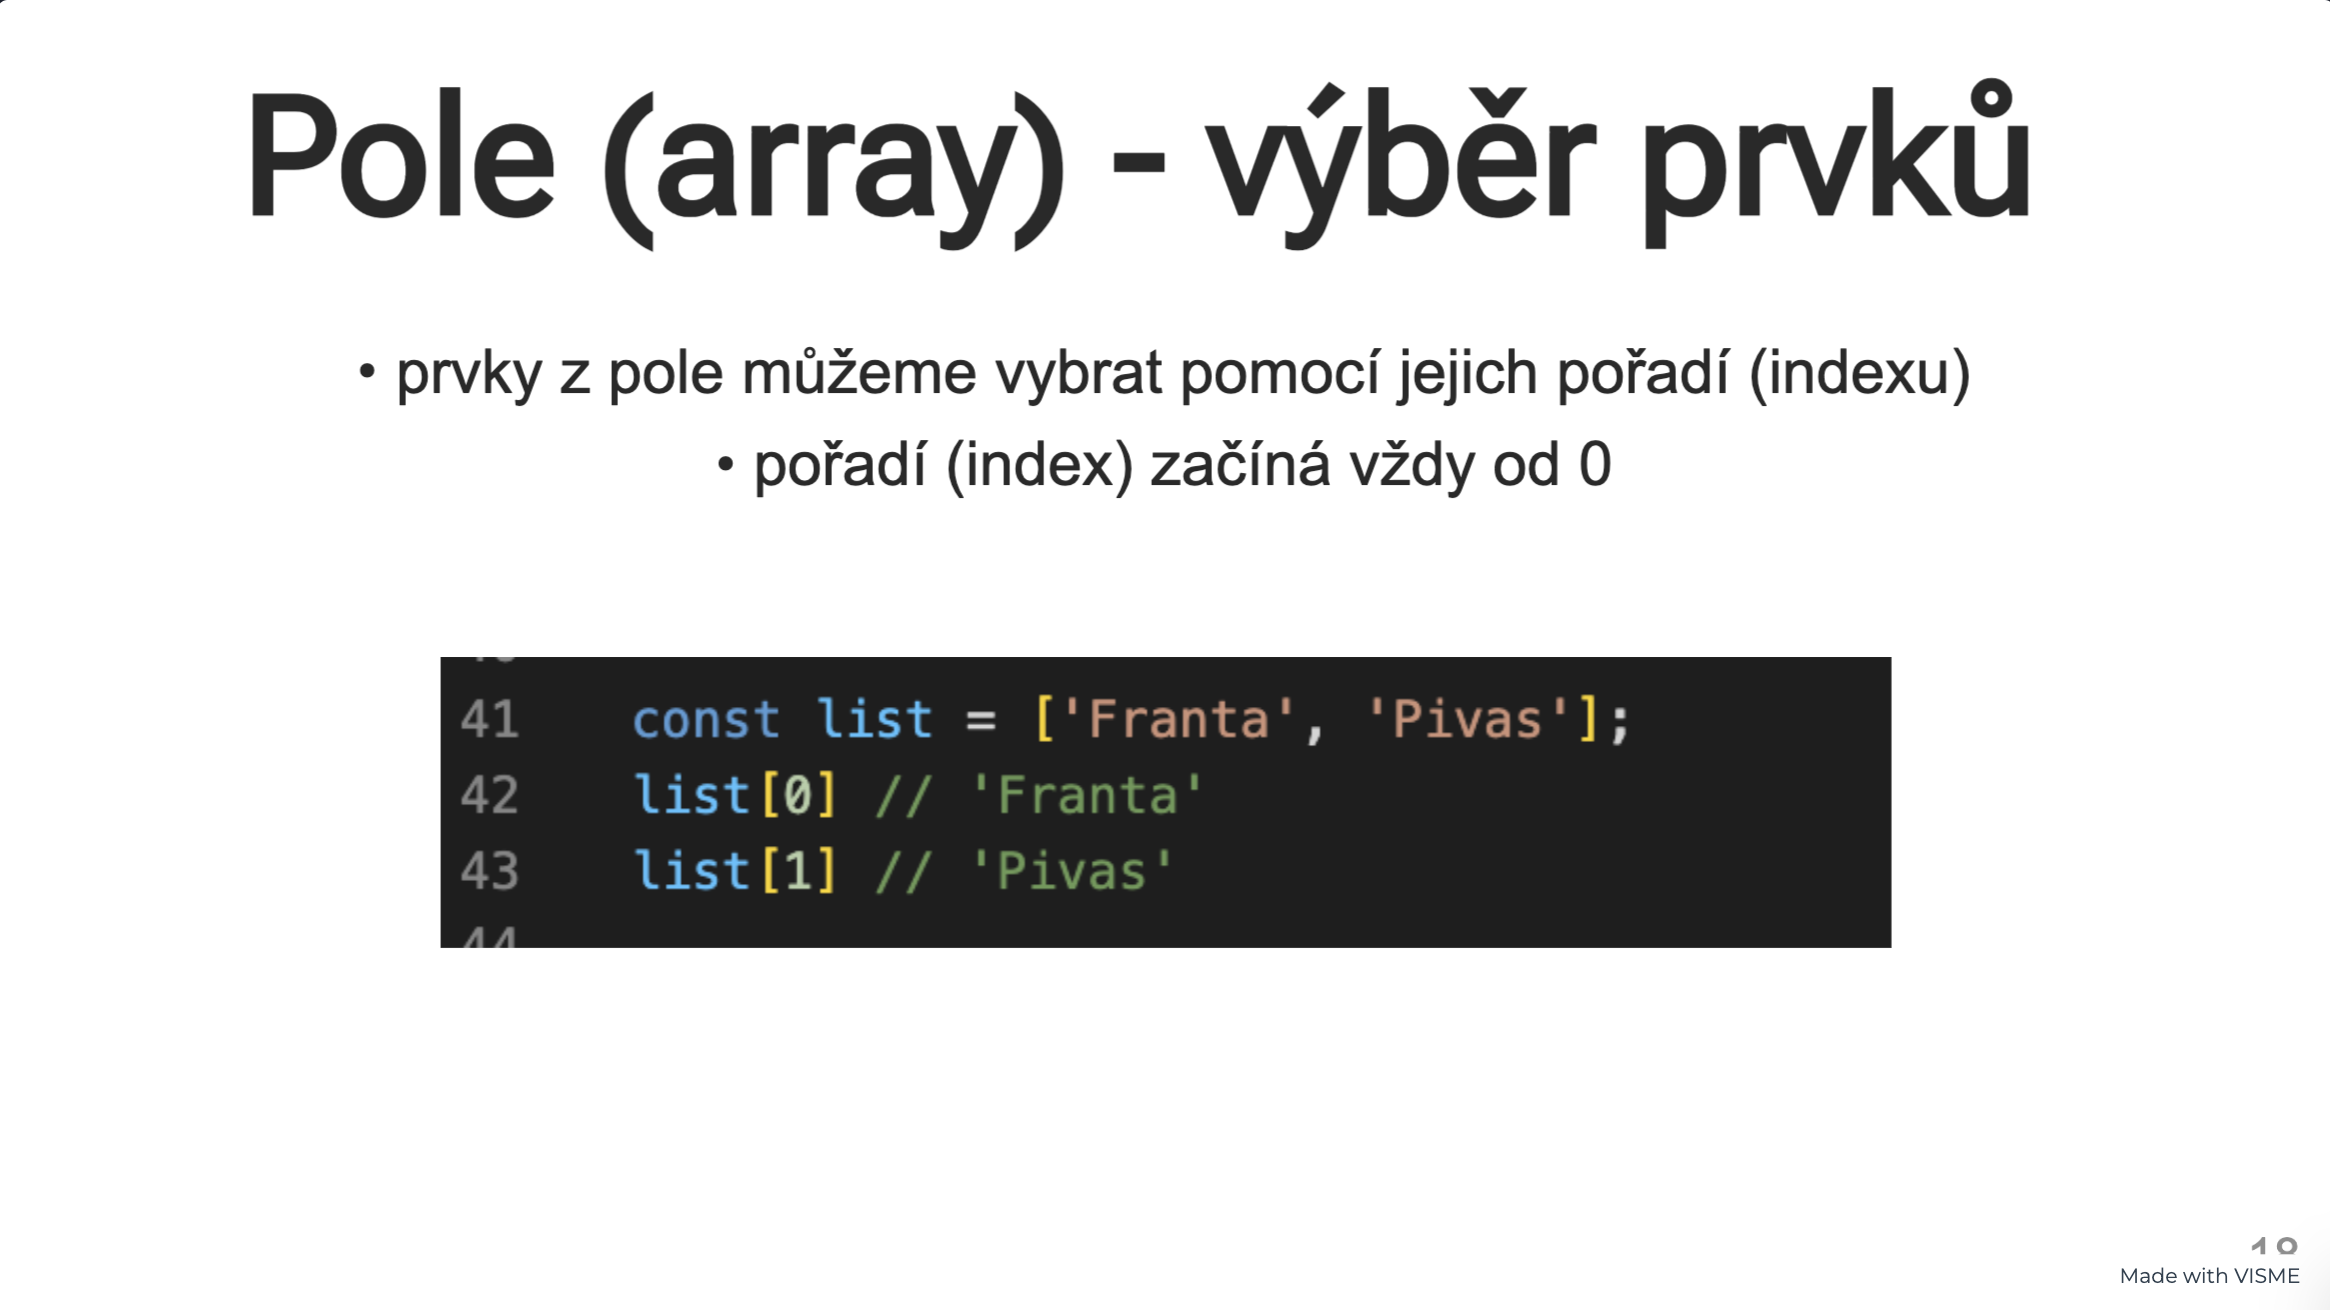 Pole (array) - výběr prvků
• prvky z pole můžeme vybrat pomocí jejich pořadí (indexu)
• pořadí (index) začíná vždy od 0
41 const list = ['Franta', 'Pivas'];
42 list[0] // 'Franta'
43 list[1] // 'Pivas'
44
Made with VISME